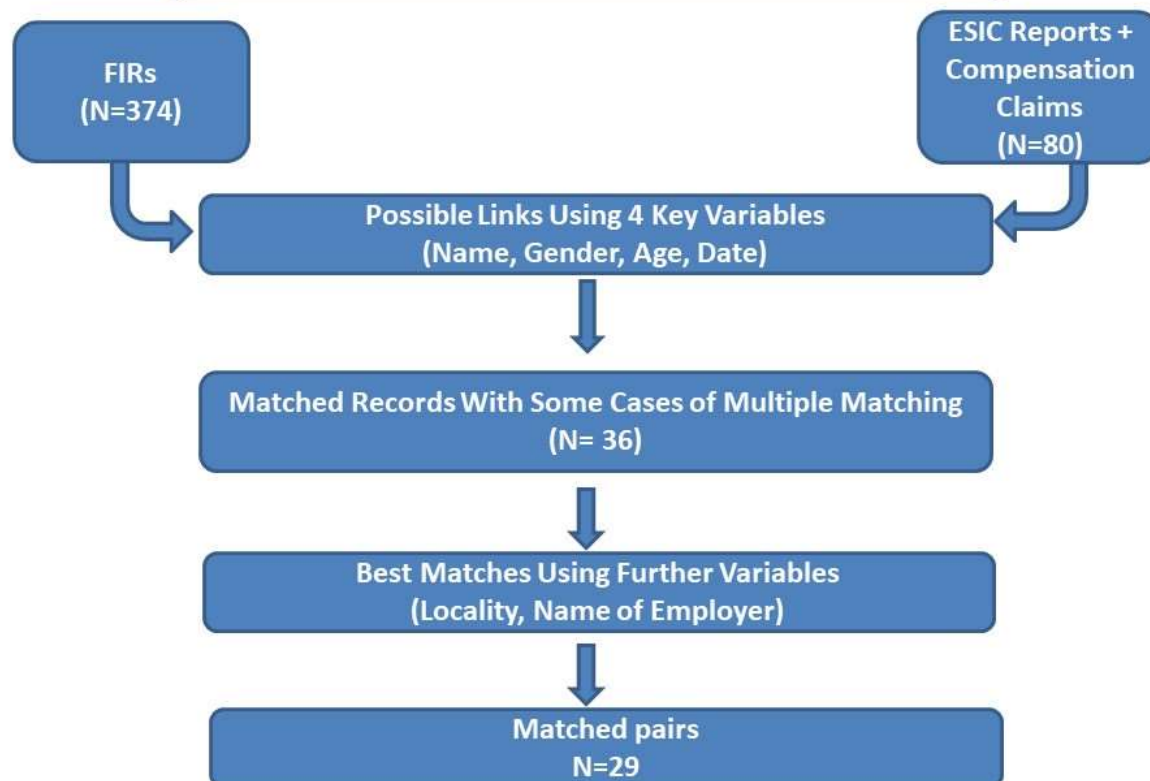 FIRs
(N=374)
ESIC Reports +
Compensation
Claims
(N=80)
Possible Links Using 4 Key Variables
(Name, Gender, Age, Date)
Matched Records With Some Cases of Multiple Matching
(N= 36)
Best Matches Using Further Variables
(Locality, Name of Employer)
Matched pairs
N=29